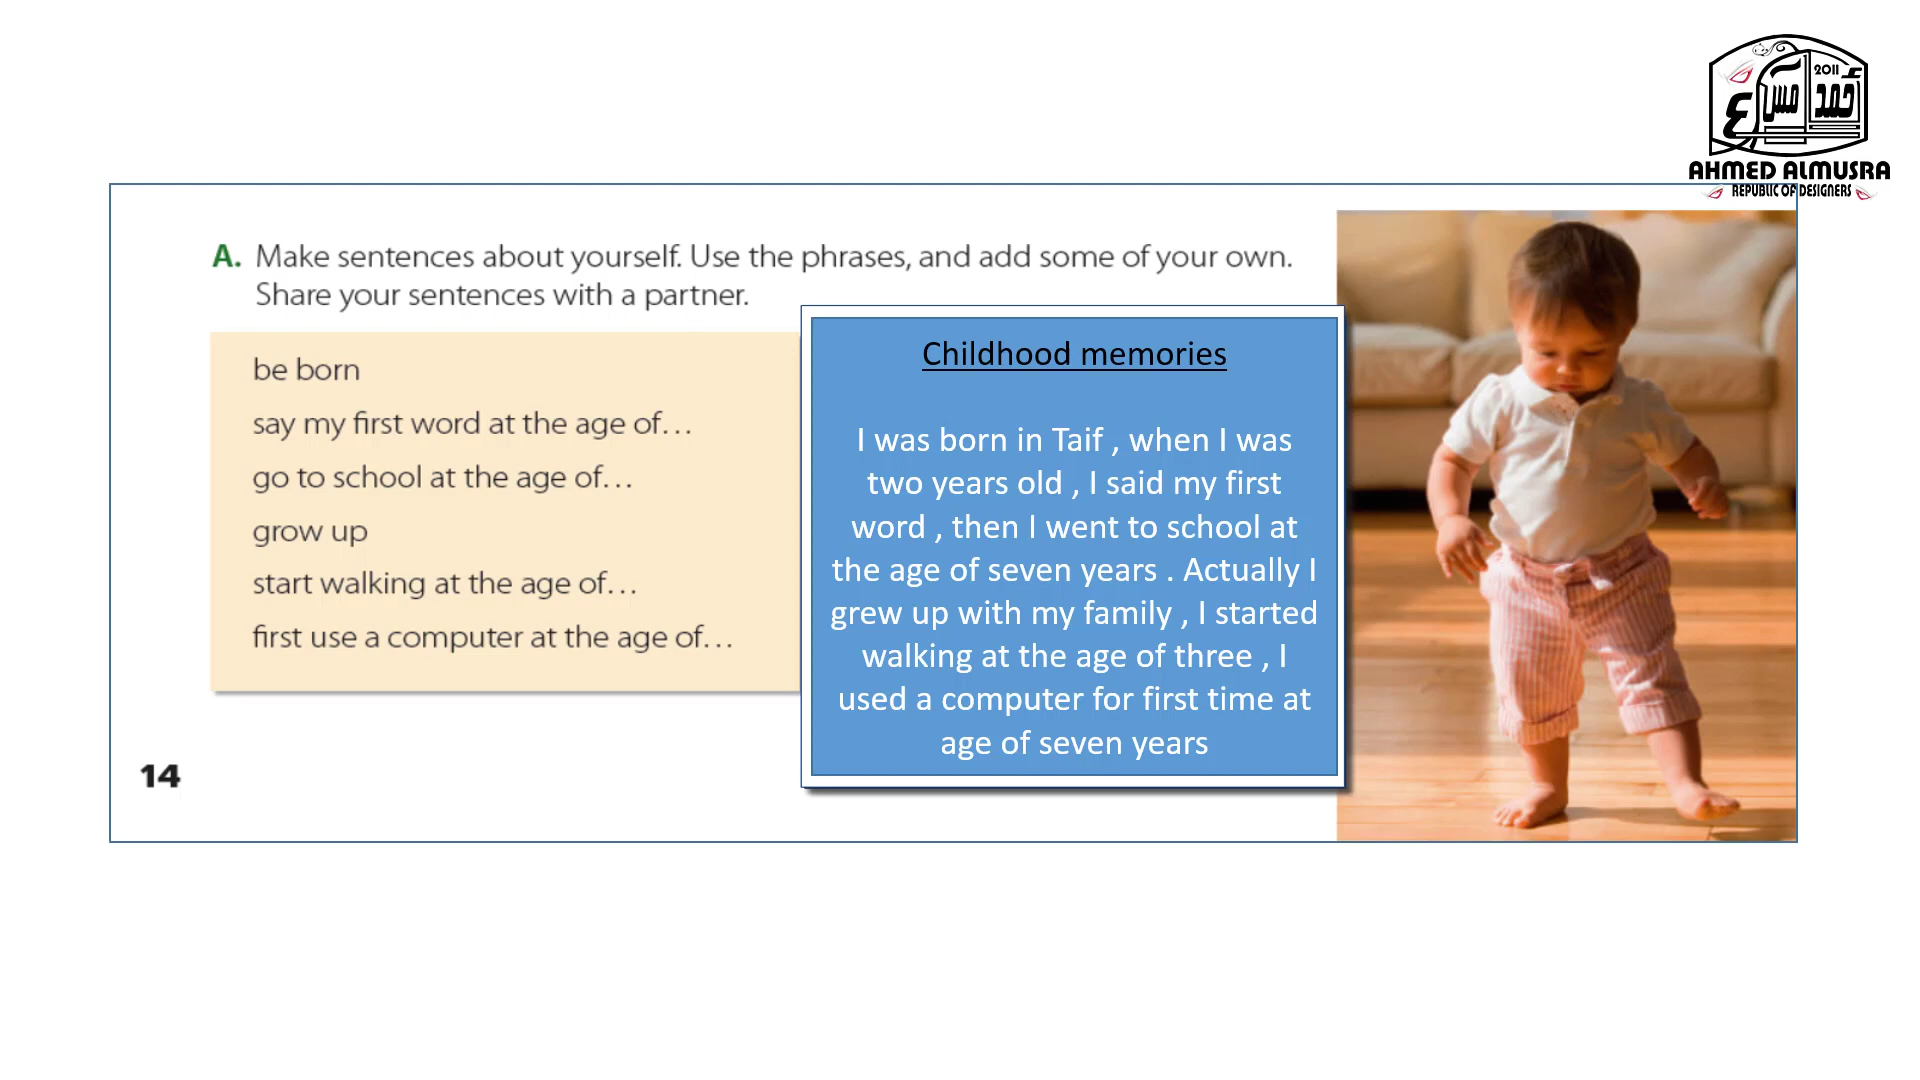 2011
أحمد
مسرع
AHMED ALMUSRA
REPUBLIC OF DESIGNERS
A. Make sentences about yourself. Use the phrases, and add some of your own.
Share your sentences with a partner.
be born
say my first word at the age of…
go to school at the age of…
grow up
start walking at the age of…
first use a computer at the age of…
Childhood memories
I was born in Taif , when I was
two years old , I said my first
word , then I went to school at
the age of seven years . Actually I
grew up with my family , I started
walking at the age of three , I
used a computer for first time at
age of seven years
14